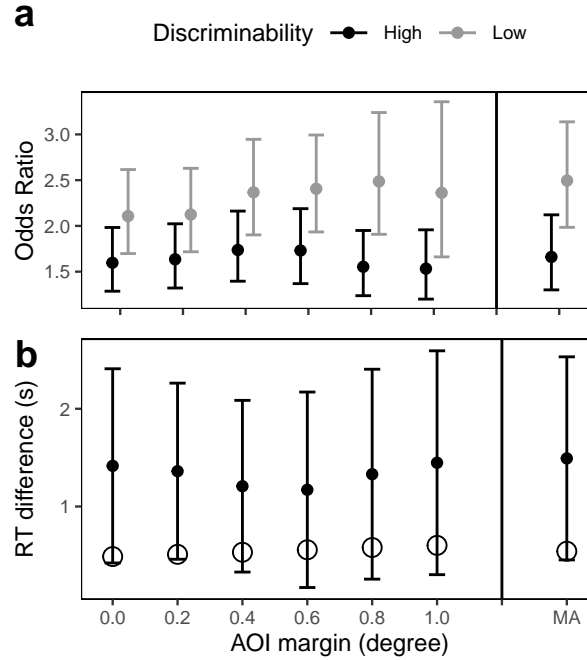 a
Discriminability High Low
3.0
2.5
2.0
1.5
Odds Ratio
b
2
1
RT difference (s)
0.0 0.2 0.4 0.6 0.8 1.0 MA
AOI margin (degree)